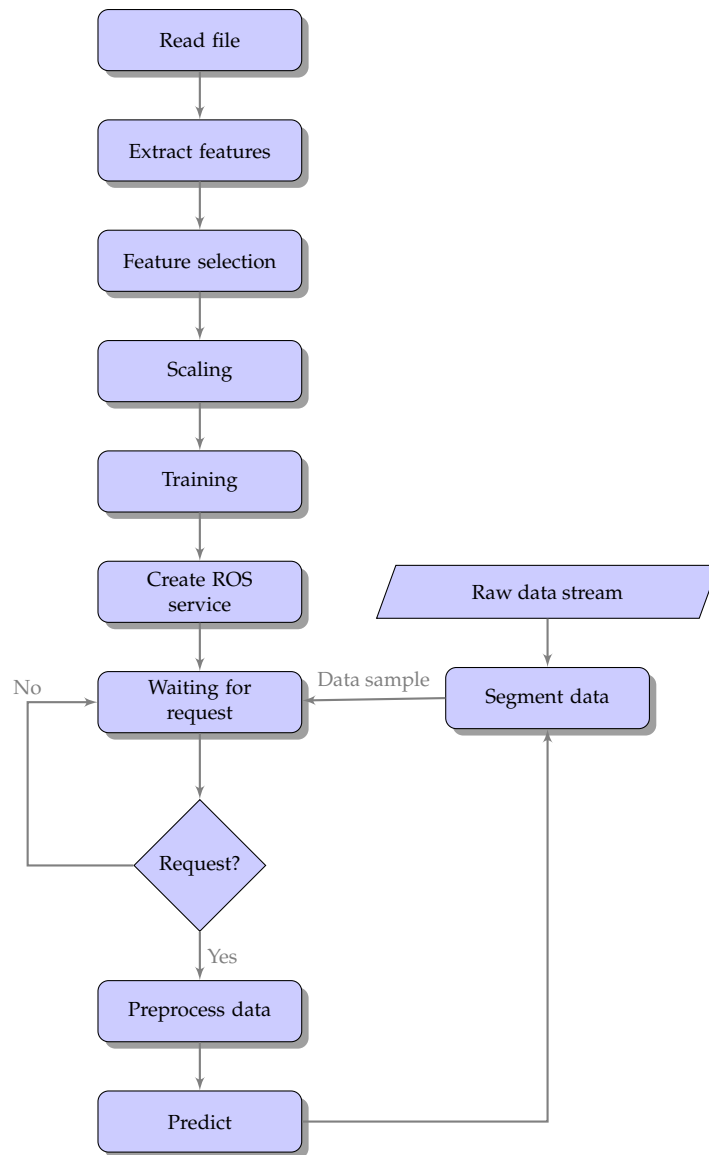 Read file
Extract features
Feature selection
Scaling
Training
Create ROS
service
Raw data stream
No
Waiting for
request
Data sample
Segment data
Request?
Yes
Preprocess data
Predict